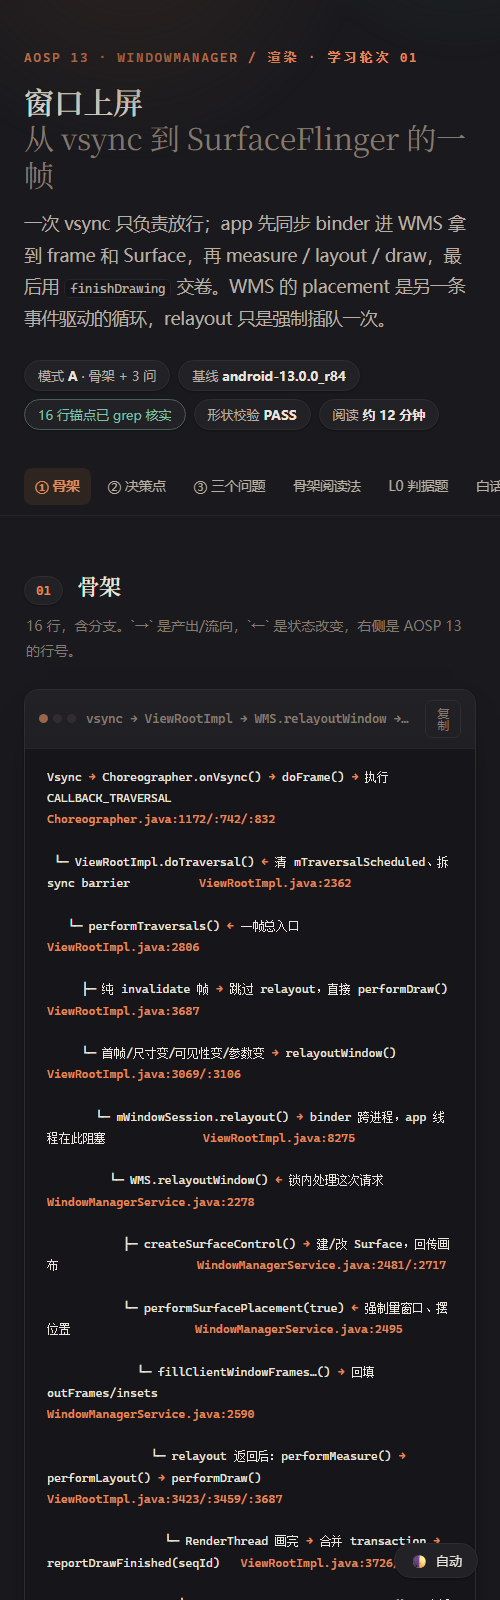 AOSP 13 · WINDOWMANAGER / 渲染 · 学习轮次 01
窗口上屏
从 vsync 到 SurfaceFlinger 的一
帧
一次 vsync 只负责放行；app 先同步 binder 进 WMS 拿
到 frame 和 Surface，再 measure / layout / draw，最
后用 finishDrawing 交卷。WMS 的 placement 是另一条
事件驱动的循环，relayout 只是强制插队一次。
模式 A · 骨架 + 3 问 基线 android-13.0.0_r84
16 行锚点已 grep 核实 形状校验 PASS 阅读 约 12 分钟
① 骨架 ② 决策点 ③ 三个问题 骨架阅读法 L0 判据题 白话
01 骨架
16 行，含分支。`→` 是产出/流向，`←` 是状态改变，右侧是 AOSP 13
的行号。
vsync → ViewRootImpl → WMS.relayoutWindow →… 复
制
Vsync → Choreographer.onVsync() → doFrame() → 执行
CALLBACK_TRAVERSAL
Choreographer.java:1172/:742/:832
└─ ViewRootImpl.doTraversal() ← 清 mTraversalScheduled、拆
sync barrier ViewRootImpl.java:2362
└─ performTraversals() ← 一帧总入口
ViewRootImpl.java:2806
├─ 纯 invalidate 帧 → 跳过 relayout，直接 performDraw()
ViewRootImpl.java:3687
└─ 首帧/尺寸变/可见性变/参数变 → relayoutWindow()
ViewRootImpl.java:3069/:3106
└─ mWindowSession.relayout() → binder 跨进程，app 线
程在此阻塞 ViewRootImpl.java:8275
└─ WMS.relayoutWindow() ← 锁内处理这次请求
WindowManagerService.java:2278
├─ createSurfaceControl() → 建/改 Surface，回传画
布 WindowManagerService.java:2481/:2717
└─ performSurfacePlacement(true) ← 强制量窗口、摆
位置 WindowManagerService.java:2495
└─ fillClientWindowFrames…() → 回填
outFrames/insets
WindowManagerService.java:2590
└─ relayout 返回后：performMeasure() →
performLayout() → performDraw()
ViewRootImpl.java:3423/:3459/:3687
└─ RenderThread 画完 → 合并 transaction →
reportDrawFinished(seqId) ViewRootImpl.java:3726/
自动